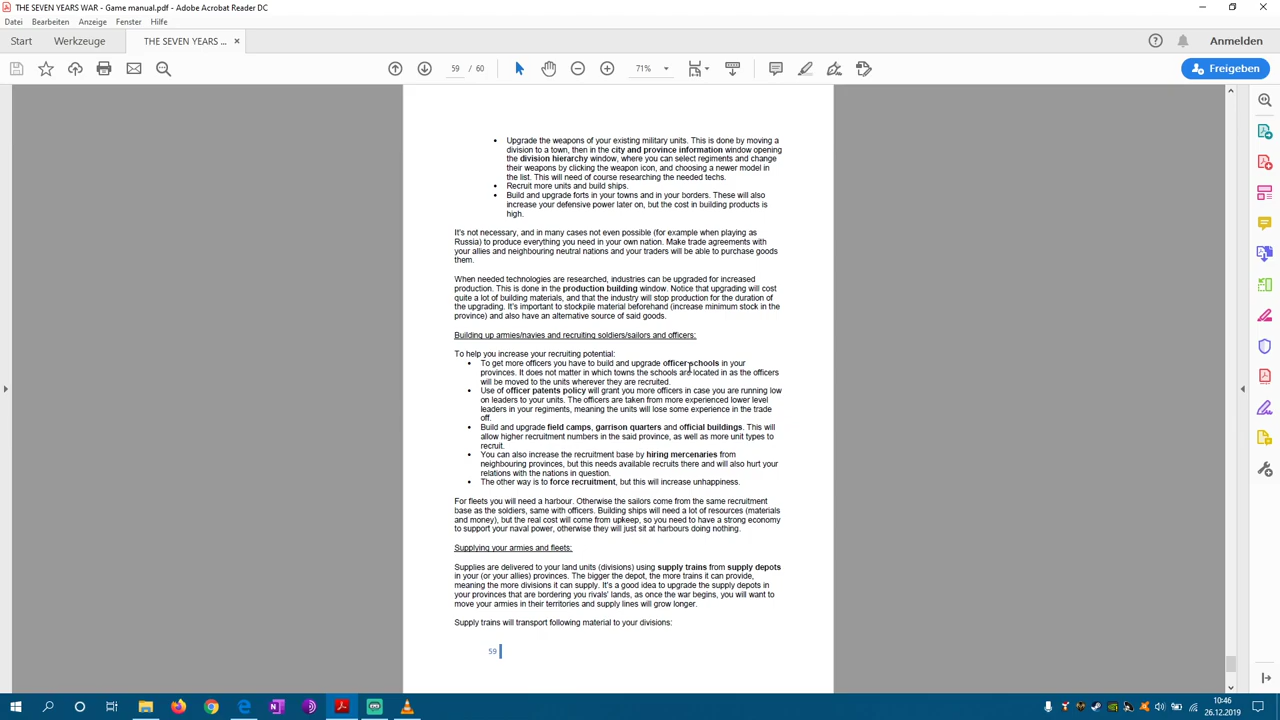 THE SEVEN YEARS WAR - Game manual.pdf - Adobe Acrobat Reader DC
Datei Bearbeiten Anzeige Fenster Hilfe
Start Werkzeuge THE SEVEN YEARS ... × Anmelden
59 / 60 71% Freigeben
• Upgrade the weapons of your existing military units. This is done by moving a
division to a town, then in the city and province information window opening
the division hierarchy window, where you can select regiments and change
their weapons by clicking the weapon icon, and choosing a newer model in
the list. This will need of course researching the needed techs.
• Recruit more units and build ships.
• Build and upgrade forts in your towns and in your borders. These will also
increase your defensive power later on, but the cost in building products is
high.
It's not necessary, and in many cases not even possible (for example when playing as
Russia) to produce everything you need in your own nation. Make trade agreements with
your allies and neighbouring neutral nations and your traders will be able to purchase goods
them.
When needed technologies are researched, industries can be upgraded for increased
production. This is done in the production building window. Notice that upgrading will cost
quite a lot of building materials, and that the industry will stop production for the duration of
the upgrading. It's important to stockpile material beforehand (increase minimum stock in the
province) and also have an alternative source of said goods.
Building up armies/navies and recruiting soldiers/sailors and officers:
To help you increase your recruiting potential:
• To get more officers you have to build and upgrade officer schools in your
provinces. It does not matter in which towns the schools are located in as the officers
will be moved to the units wherever they are recruited.
• Use of officer patents policy will grant you more officers in case you are running low
on leaders to your units. The officers are taken from more experienced lower level
leaders in your regiments, meaning the units will lose some experience in the trade
off.
• Build and upgrade field camps, garrison quarters and official buildings. This will
allow higher recruitment numbers in the said province, as well as more unit types to
recruit.
• You can also increase the recruitment base by hiring mercenaries from
neighbouring provinces, but this needs available recruits there and will also hurt your
relations with the nations in question.
• The other way is to force recruitment, but this will increase unhappiness.
For fleets you will need a harbour. Otherwise the sailors come from the same recruitment
base as the soldiers, same with officers. Building ships will need a lot of resources (materials
and money), but the real cost will come from upkeep, so you need to have a strong economy
to support your naval power, otherwise they will just sit at harbours doing nothing.
Supplying your armies and fleets:
Supplies are delivered to your land units (divisions) using supply trains from supply depots
in your (or your allies) provinces. The bigger the depot, the more trains it can provide,
meaning the more divisions it can supply. It's a good idea to upgrade the supply depots in
your provinces that are bordering you rivals' lands, as once the war begins, you will want to
move your armies in their territories and supply lines will grow longer.
Supply trains will transport following material to your divisions:
59
10:46
26.12.2019